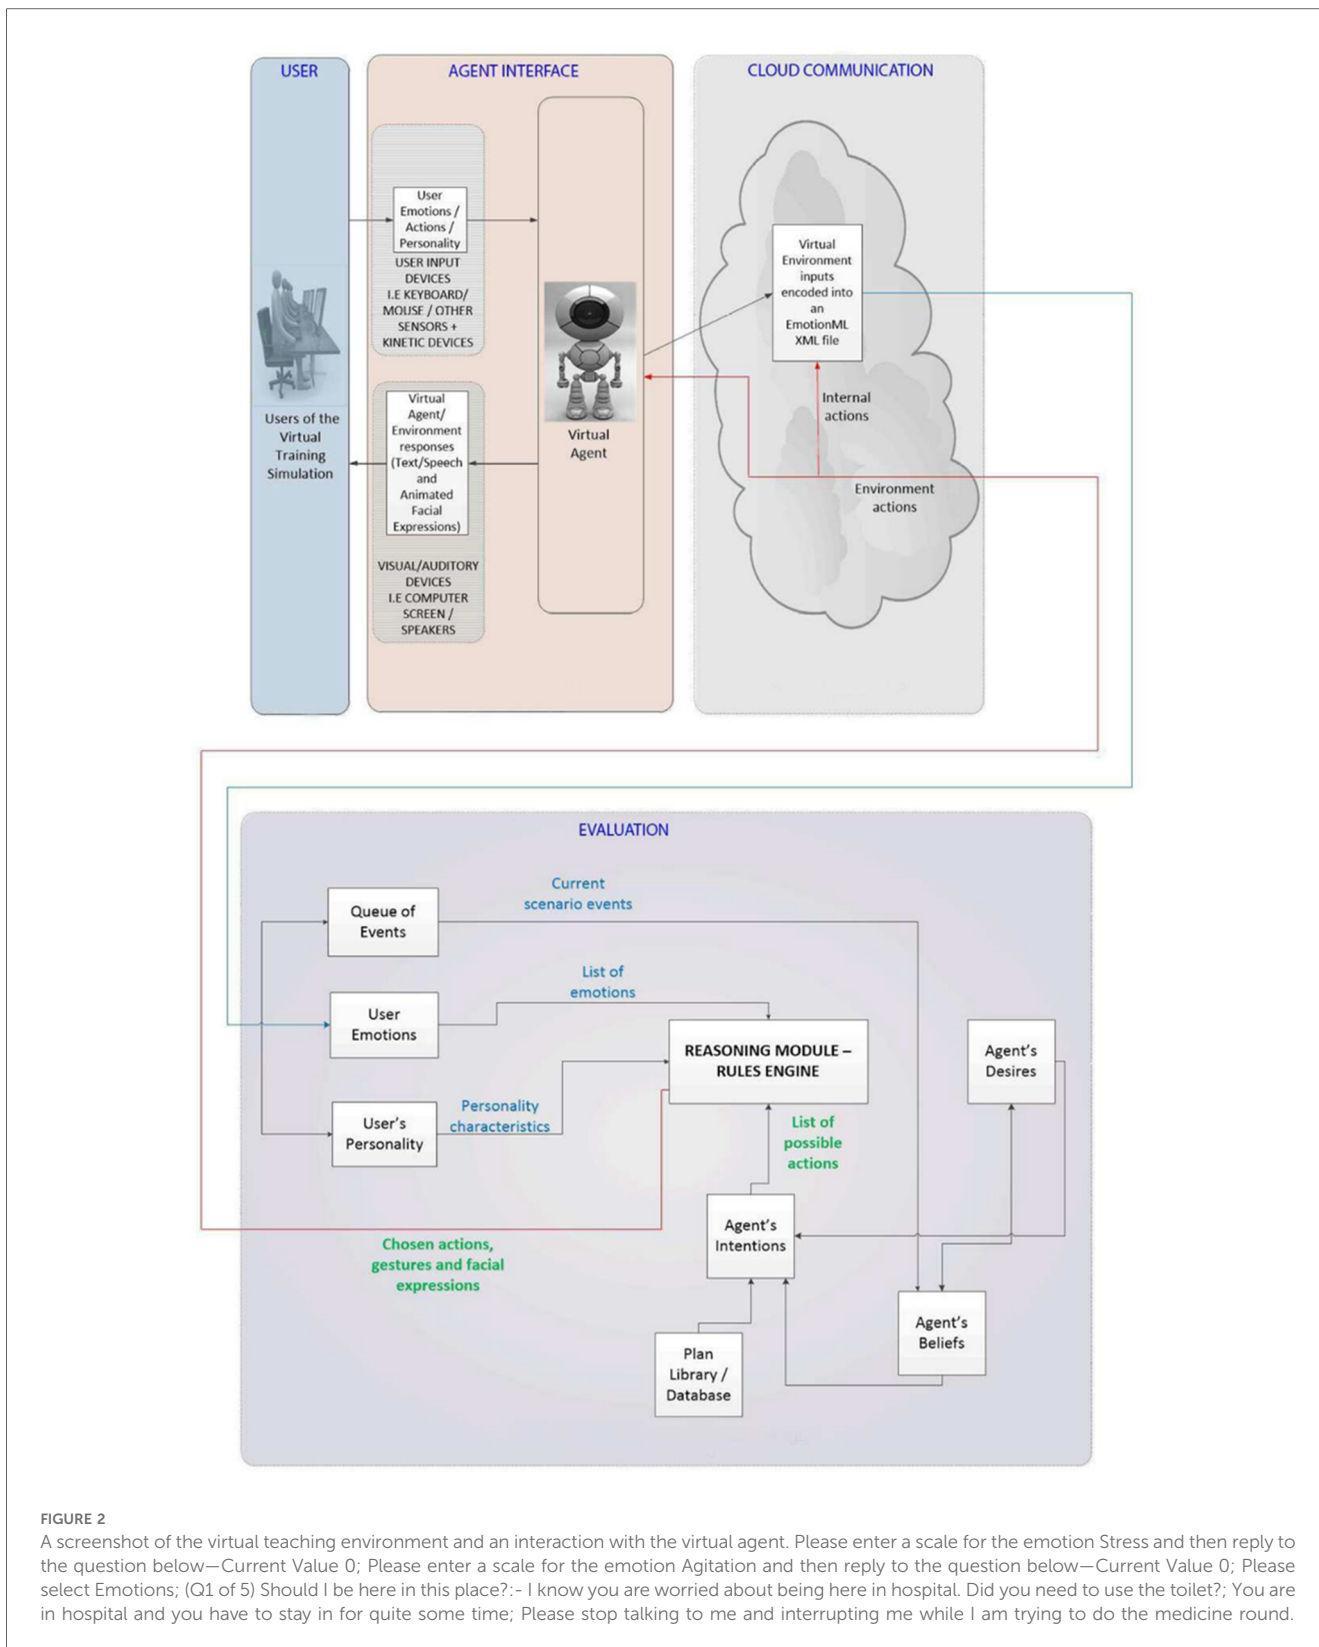 USER
AGENT INTERFACE
CLOUD COMMUNICATION
User
Emotions /
Actions /
Personality
USER INPUT
DEVICES
I.E KEYBOARD/
MOUSE / OTHER
SENSORS +
KINETIC DEVICES
Virtual
Agent/
Environment
responses
(Text/Speech
and
Animated
Facial
Expressions)
VISUAL/AUDITORY
DEVICES
I.E COMPUTER
SCREEN /
SPEAKERS
Users of the
Virtual
Training
Simulation
Virtual
Agent
Virtual
Environment
inputs
encoded into
an
EmotionML
XML file
Internal
actions
Environment
actions
EVALUATION
Queue of
Events
Current
scenario events
User
Emotions
List of
emotions
User's
Personality
Personality
characteristics
REASONING MODULE –
RULES ENGINE
Agent's
Desires
List of
possible
actions
Agent's
Intentions
Chosen actions,
gestures and facial
expressions
Plan
Library /
Database
Agent's
Beliefs
FIGURE 2
A screenshot of the virtual teaching environment and an interaction with the virtual agent. Please enter a scale for the emotion Stress and then reply to
the question below—Current Value 0; Please enter a scale for the emotion Agitation and then reply to the question below—Current Value 0; Please
select Emotions; (Q1 of 5) Should I be here in this place?:- I know you are worried about being here in hospital. Did you need to use the toilet?; You are
in hospital and you have to stay in for quite some time; Please stop talking to me and interrupting me while I am trying to do the medicine round.